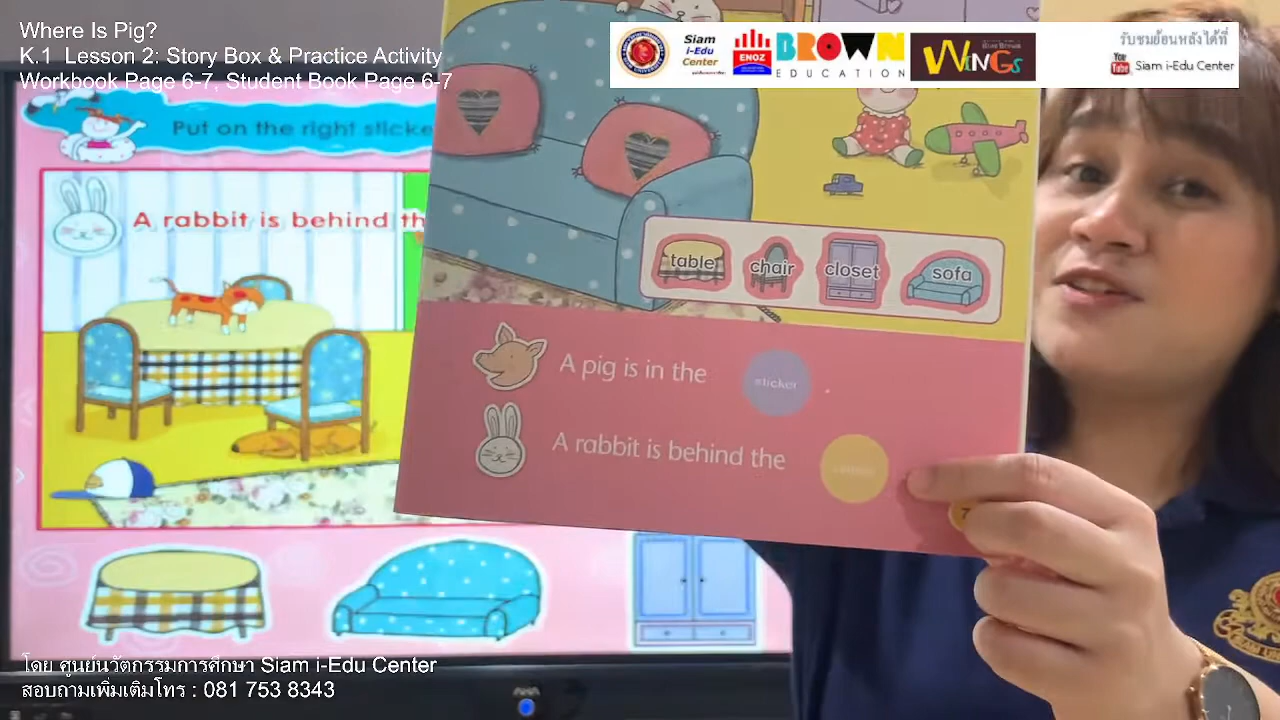 Where Is Pig?
K.1 Lesson 2: Story Boost Practice Activity
Workbook Page 6-7, Student Book Page 6-7
Siam
i-Edu
Center
ENOZ
BROWN
EDUCATION
WiNGs
รับชมย้อนหลังได้ที่
You
Tube
Siam i-Edu Center
Put on the right sticke
A rabbit is behind th
table
chair
closet
sofa
A pig is in the
sticker
A rabbit is behind the
7
โดย ศูนย์นวัตกรรมการศึกษา Siam i-Edu Center
สอบถามเพิ่มเติมโทร : 081 753 8343